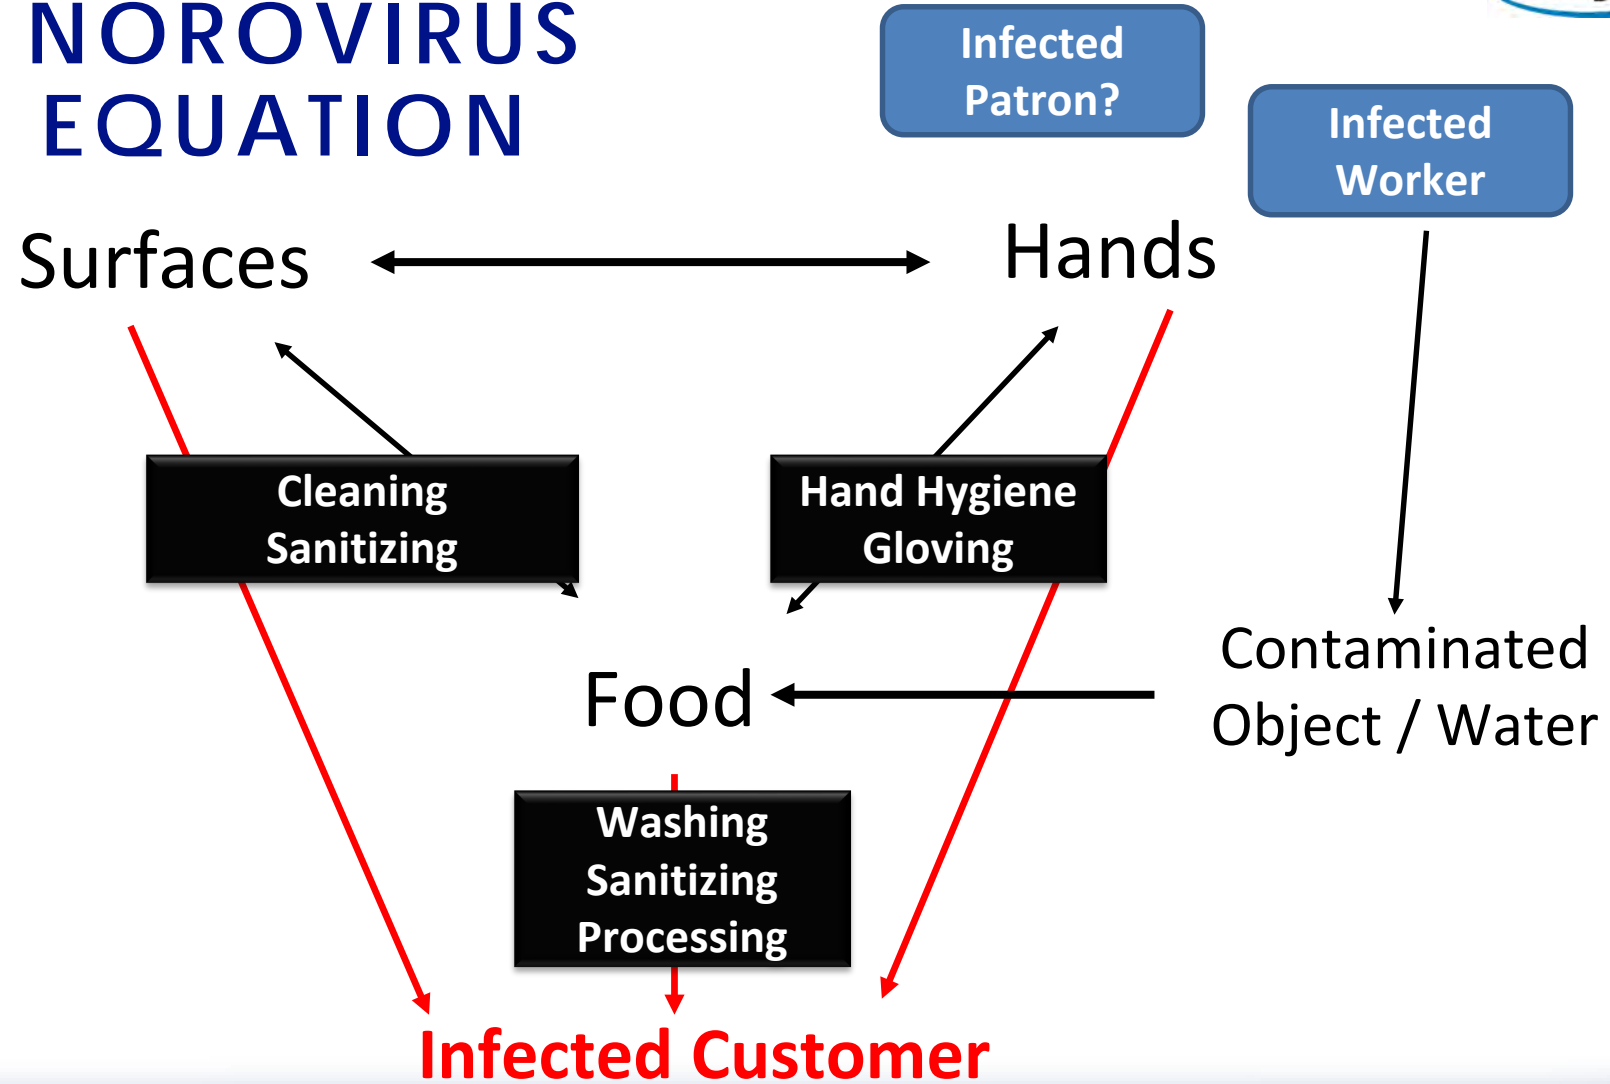 NOROVIRUS
EQUATION
Infected
Patron?
Infected
Worker
Surfaces
Hands
Cleaning
Sanitizing
Hand Hygiene
Gloving
Food
Contaminated
Object / Water
Washing
Sanitizing
Processing
Infected Customer